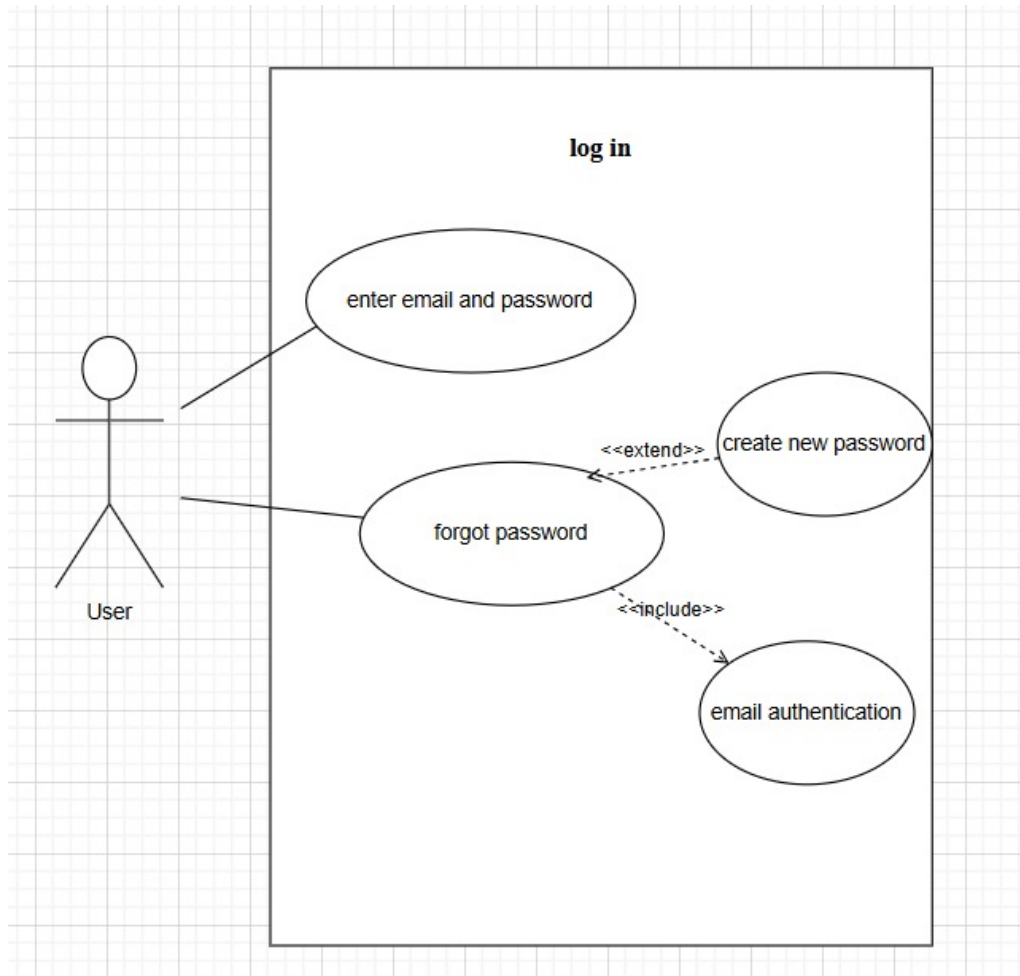 log in
enter email and password
create new password
<<extend>>
forgot password
User
<<include>>
email authentication